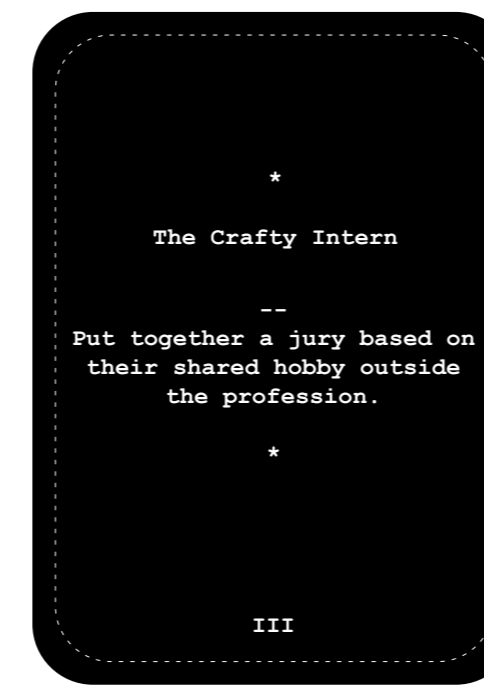 *
The Crafty Intern
--
Put together a jury based on
their shared hobby outside
the profession.
*
III